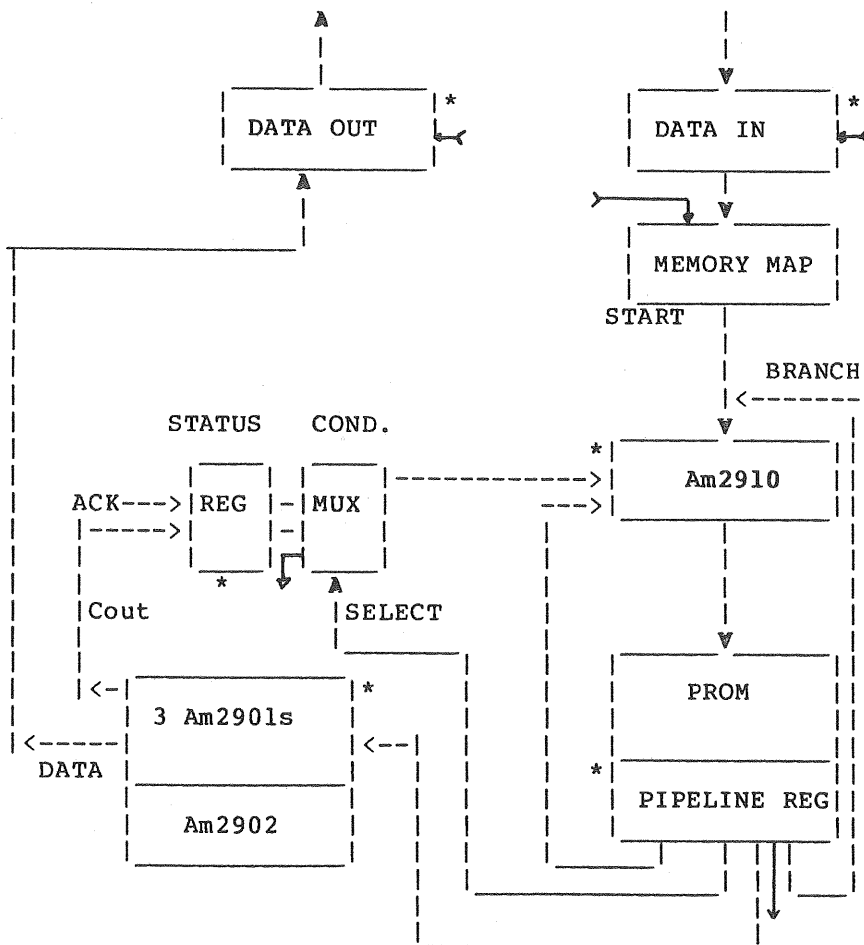 DATA OUT
*
DATA IN
*
MEMORY MAP
START
BRANCH
STATUS
COND.
*
Am2910
ACK
REG
MUX
*
Cout
SELECT
3 Am2901s
*
PROM
DATA
*
PIPELINE REG
Am2902